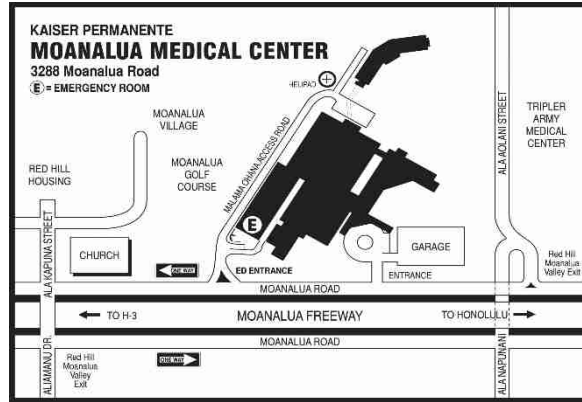 KAISER PERMANENTE
MOANALUA MEDICAL CENTER
3288 Moanalua Road
E = EMERGENCY ROOM
HELIPAD
MOANALUA
VILLAGE
TRIPLER
ARMY
MEDICAL
CENTER
ALA AOLANI STREET
MOANALUA
GOLF
COURSE
MALAMA OHANA ACCESS ROAD
RED HILL
HOUSING
E
ALA KAPUNA STREET
CHURCH
GARAGE
ONE WAY
ED ENTRANCE
ENTRANCE
Red Hill
Moanalua
Valley Exit
MOANALUA ROAD
TO H-3
MOANALUA FREEWAY
TO HONOLULU
MOANALUA ROAD
ALIAMANU DR.
Red Hill
Moanalua
Valley
Exit
ONE WAY
ALA NAPUNANI